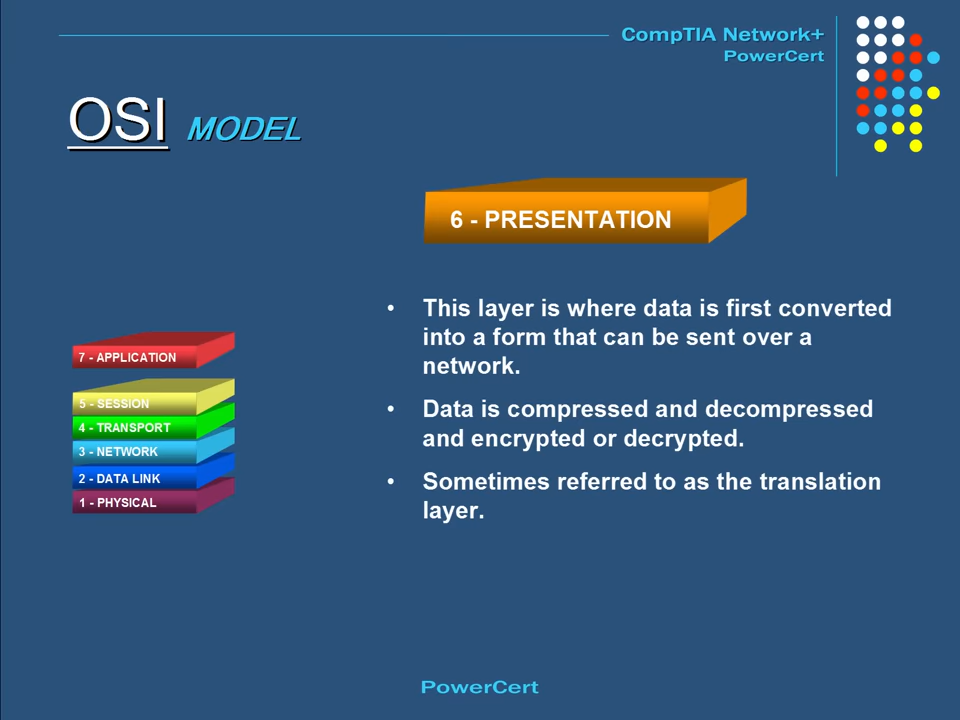 CompTIA Network+
PowerCert
OSI MODEL
6 - PRESENTATION
• This layer is where data is first converted
into a form that can be sent over a
network.
• Data is compressed and decompressed
and encrypted or decrypted.
• Sometimes referred to as the translation
layer.
7 - APPLICATION
5 - SESSION
4 - TRANSPORT
3 - NETWORK
2 - DATA LINK
1 - PHYSICAL
PowerCert